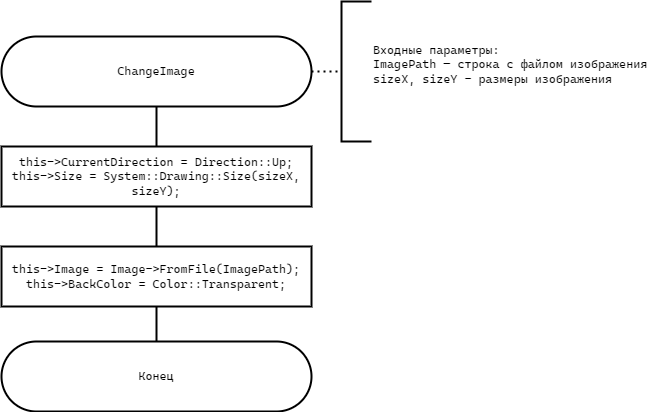 ChangeImage
Входные параметры:
ImagePath – строка с файлом изображения
sizeX, sizeY – размеры изображения
this->CurrentDirection = Direction::Up;
this->Size = System::Drawing::Size(sizeX,
sizeY);
this->Image = Image->FromFile(ImagePath);
this->BackColor = Color::Transparent;
Конец